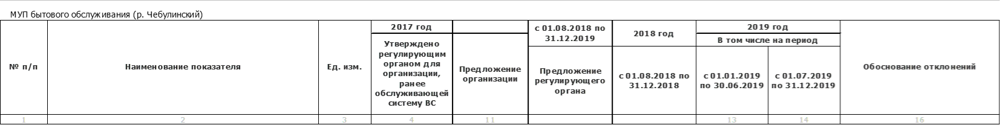 МУП бытового обслуживания (р. Чебулинский)
№ п/п
Наименование показателя
Ед. изм.
2017 год
Утверждено
регулирующим
органом для
организации,
ранее
обслуживающей
систему ВС
Предложение
организации
с 01.08.2018 по
31.12.2019
Предложение
регулирующего
органа
2018 год
с 01.08.2018 по
31.12.2018
2019 год
В том числе на период
с 01.01.2019
по 30.06.2019
с 01.07.2019
по 31.12.2019
Обоснование отклонений
1 2 3 4 11 13 14 16